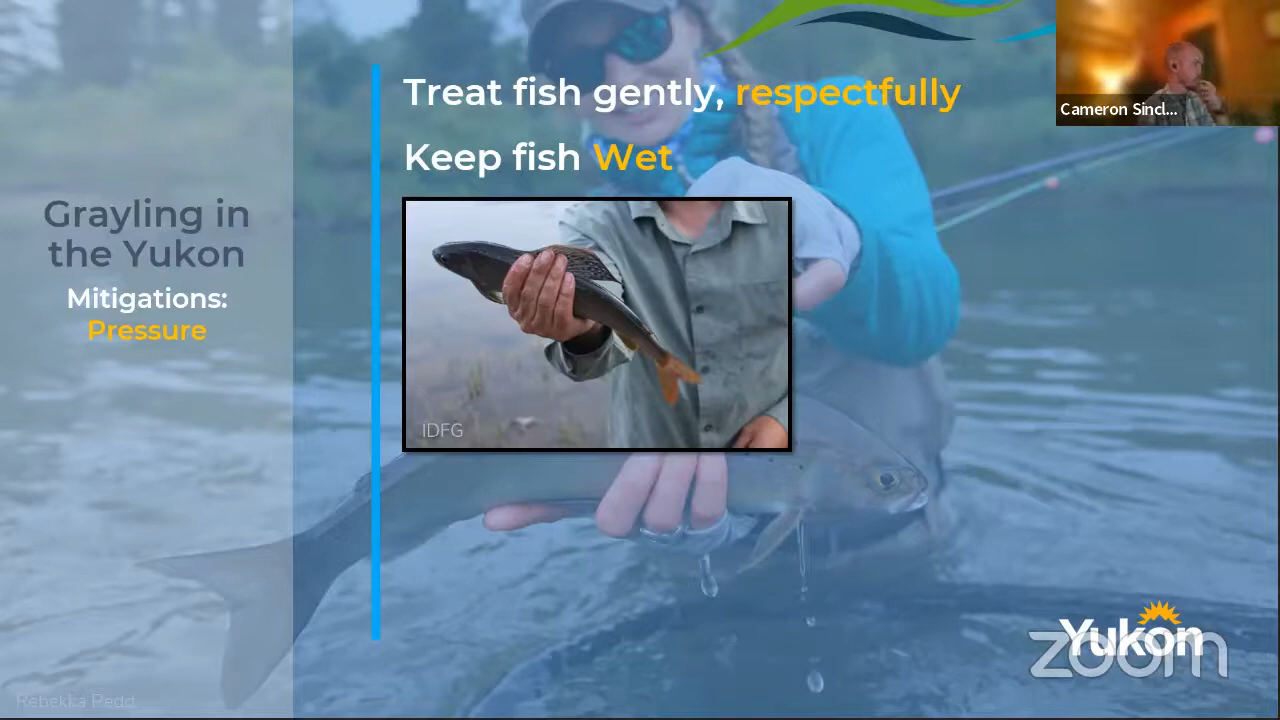 Treat fish gently, respectfully
Cameron Sincl...
Keep fish Wet
Grayling in
the Yukon
Mitigations:
Pressure
IDFG
Yukon
zoom
Rebekka Redd